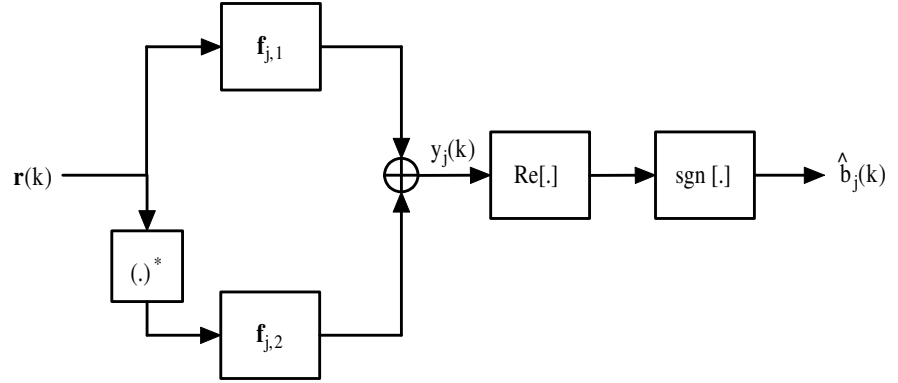 f_{j,1}
r(k)
y_j(k)
Re[.]
sgn [.]
b̂_j(k)
(.)^*
f_{j,2}